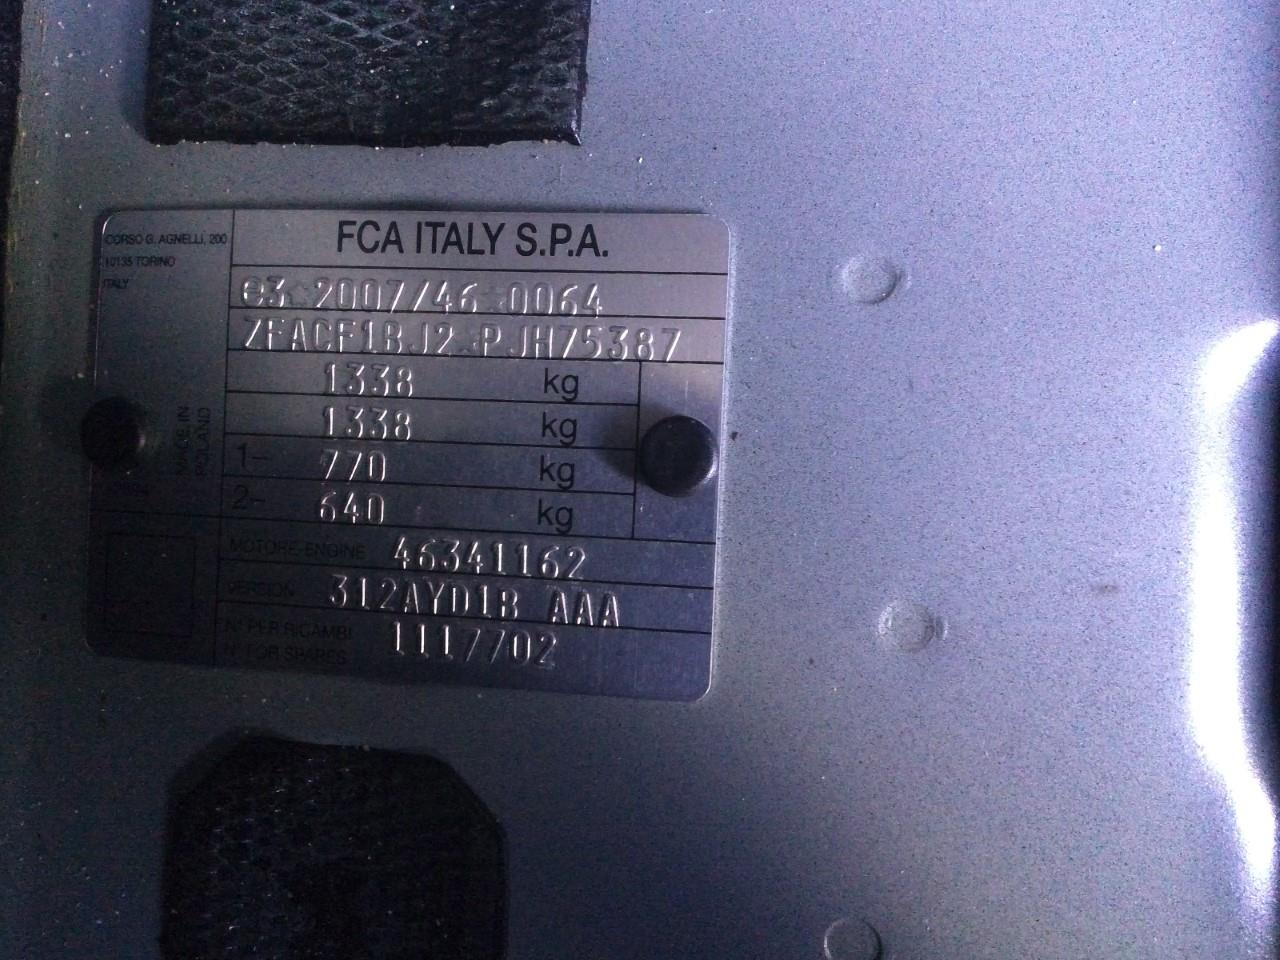 FCA ITALY S.P.A.
CORSO G. AGNELLI, 200
10135 TORINO
ITALY
e3*2007/46*0064
ZFACF1BJ2*PJH75387
1338 kg
1338 kg
MADE IN
POLAND
1- 770 kg
2- 640 kg
MOTORE-ENGINE 46341162
VERSION 312AYD1B AAA
N° PER RICAMBI 1117702
N° FOR SPARES